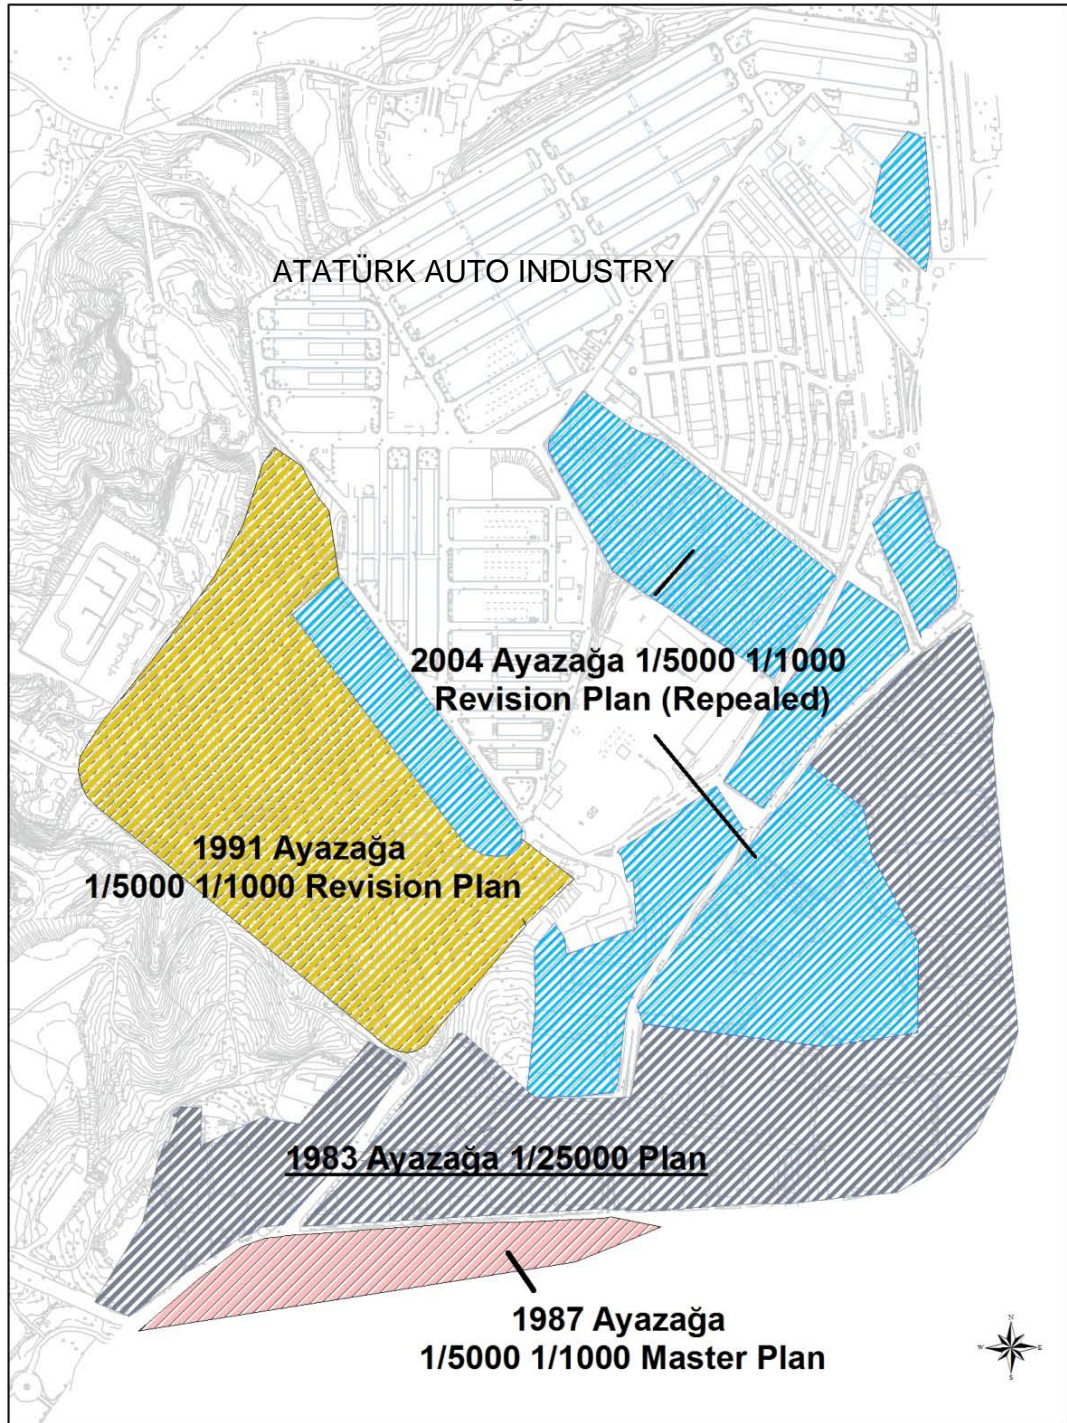 ATATÜRK AUTO INDUSTRY
2004 Ayazağa 1/5000 1/1000
Revision Plan (Repealed)
1991 Ayazağa
1/5000 1/1000 Revision Plan
1983 Ayazağa 1/25000 Plan
1987 Ayazağa
1/5000 1/1000 Master Plan
N
W E
S